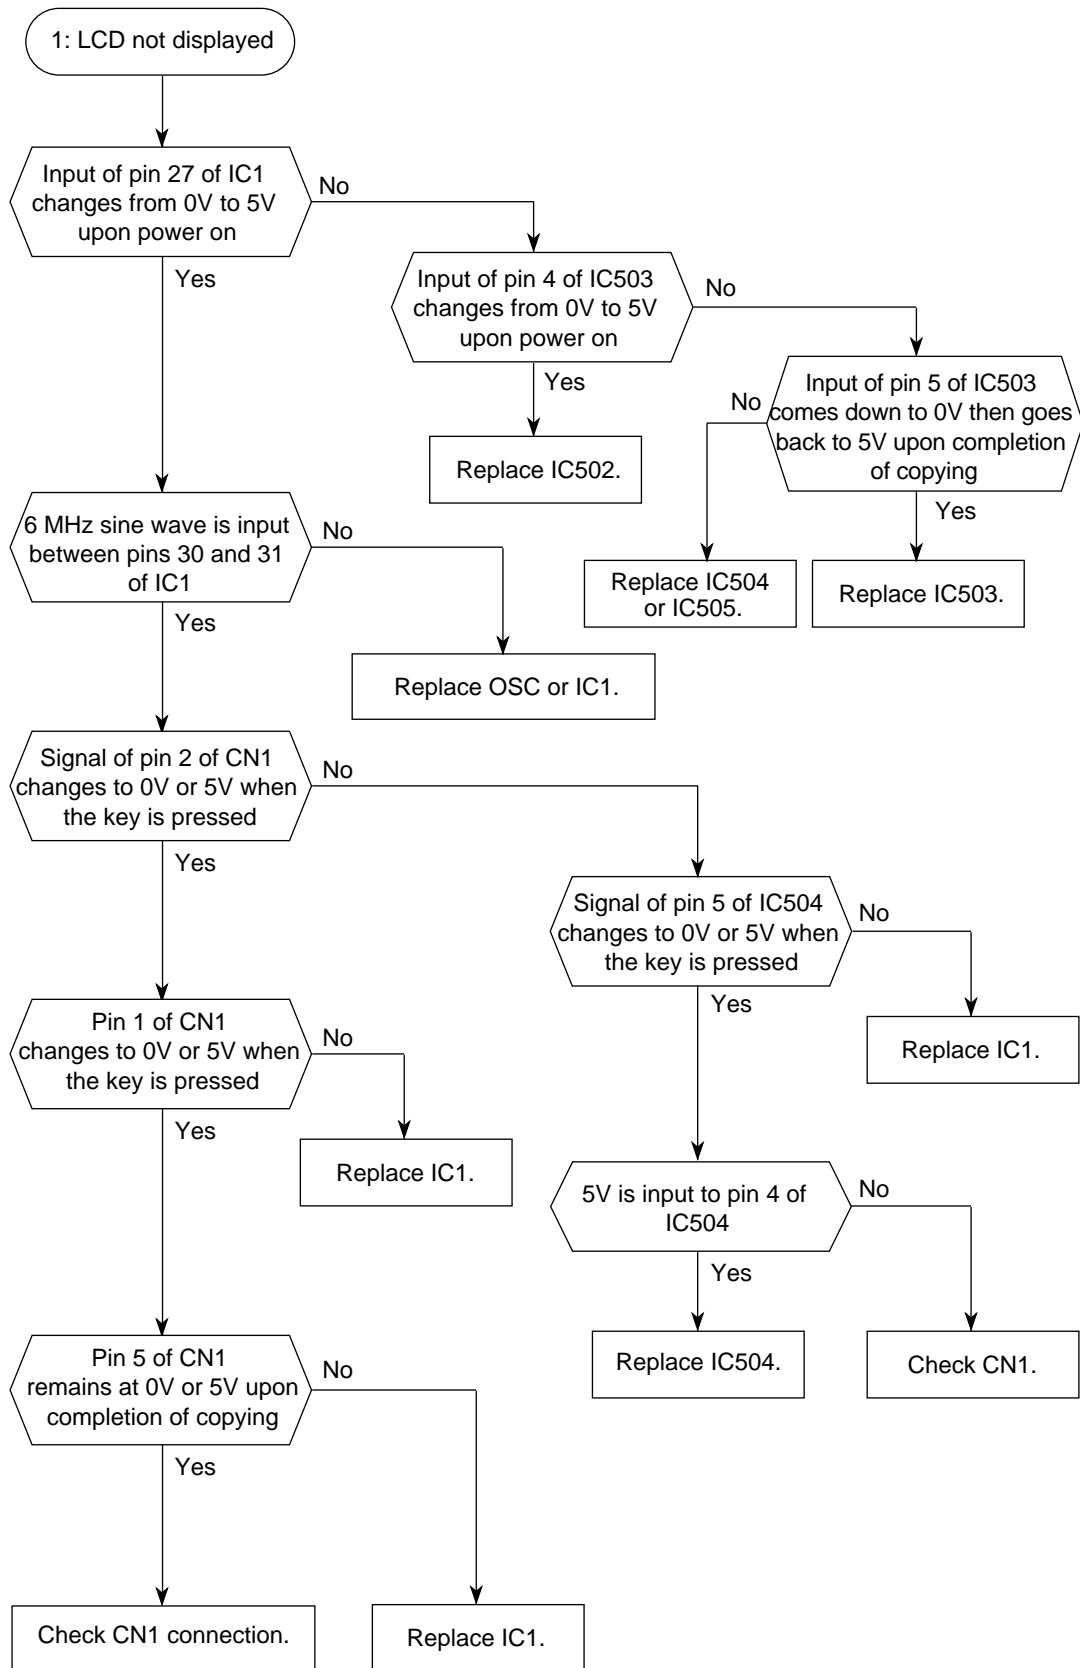 1: LCD not displayed
Input of pin 27 of IC1
changes from 0V to 5V
upon power on
No
Yes
Input of pin 4 of IC503
changes from 0V to 5V
upon power on
No
Yes
Replace IC502.
Input of pin 5 of IC503
comes down to 0V then goes
back to 5V upon completion
of copying
No
Yes
Replace IC504
or IC505.
Replace IC503.
6 MHz sine wave is input
between pins 30 and 31
of IC1
No
Yes
Replace OSC or IC1.
Signal of pin 2 of CN1
changes to 0V or 5V when
the key is pressed
No
Yes
Signal of pin 5 of IC504
changes to 0V or 5V when
the key is pressed
No
Yes
Replace IC1.
Pin 1 of CN1
changes to 0V or 5V when
the key is pressed
No
Yes
Replace IC1.
5V is input to pin 4 of
IC504
No
Yes
Replace IC504.
Check CN1.
Pin 5 of CN1
remains at 0V or 5V upon
completion of copying
No
Yes
Check CN1 connection.
Replace IC1.